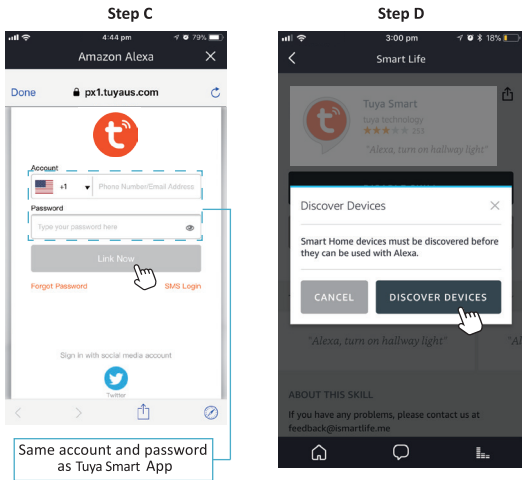 Step C
4:44 pm
79%
Amazon Alexa
Done
px1.tuyaus.com
Account
+1
Phone Number/Email Address
Password
Type your password here
Link Now
Forgot Password
SMS Login
Sign in with social media account
Twitter
Same account and password
as Tuya Smart App
Step D
3:00 pm
18%
Smart Life
Tuya Smart
tuya technology
"Alexa, turn on hallway light"
Discover Devices
Smart Home devices must be discovered before
they can be used with Alexa.
CANCEL
DISCOVER DEVICES
"Alexa, turn on hallway light"
"Al
ABOUT THIS SKILL
If you have any problems, please contact us at
feedback@ismartlife.me